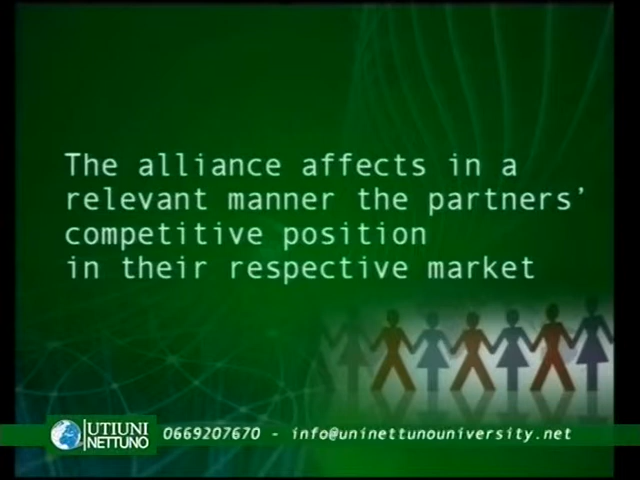 The alliance affects in a
relevant manner the partners'
competitive position
in their respective market
UTIUNI
NETTUNO
0669207670 - info@uninettunouniversity.net